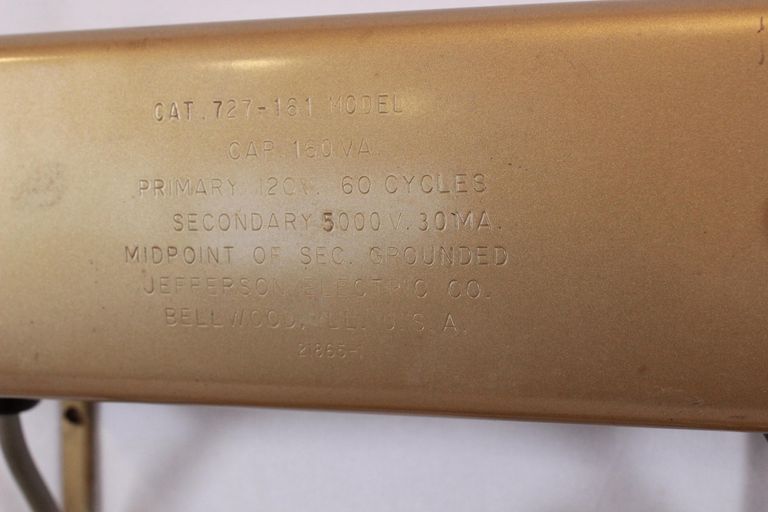 CAT. 727-161 MODEL
CAP. 150 VA.
PRIMARY 120V. 60 CYCLES
SECONDARY 5000 V. 30 MA.
MIDPOINT OF SEC. GROUNDED
JEFFERSON ELECTRIC CO.
BELLWOOD, ILL. U.S.A.
21865-